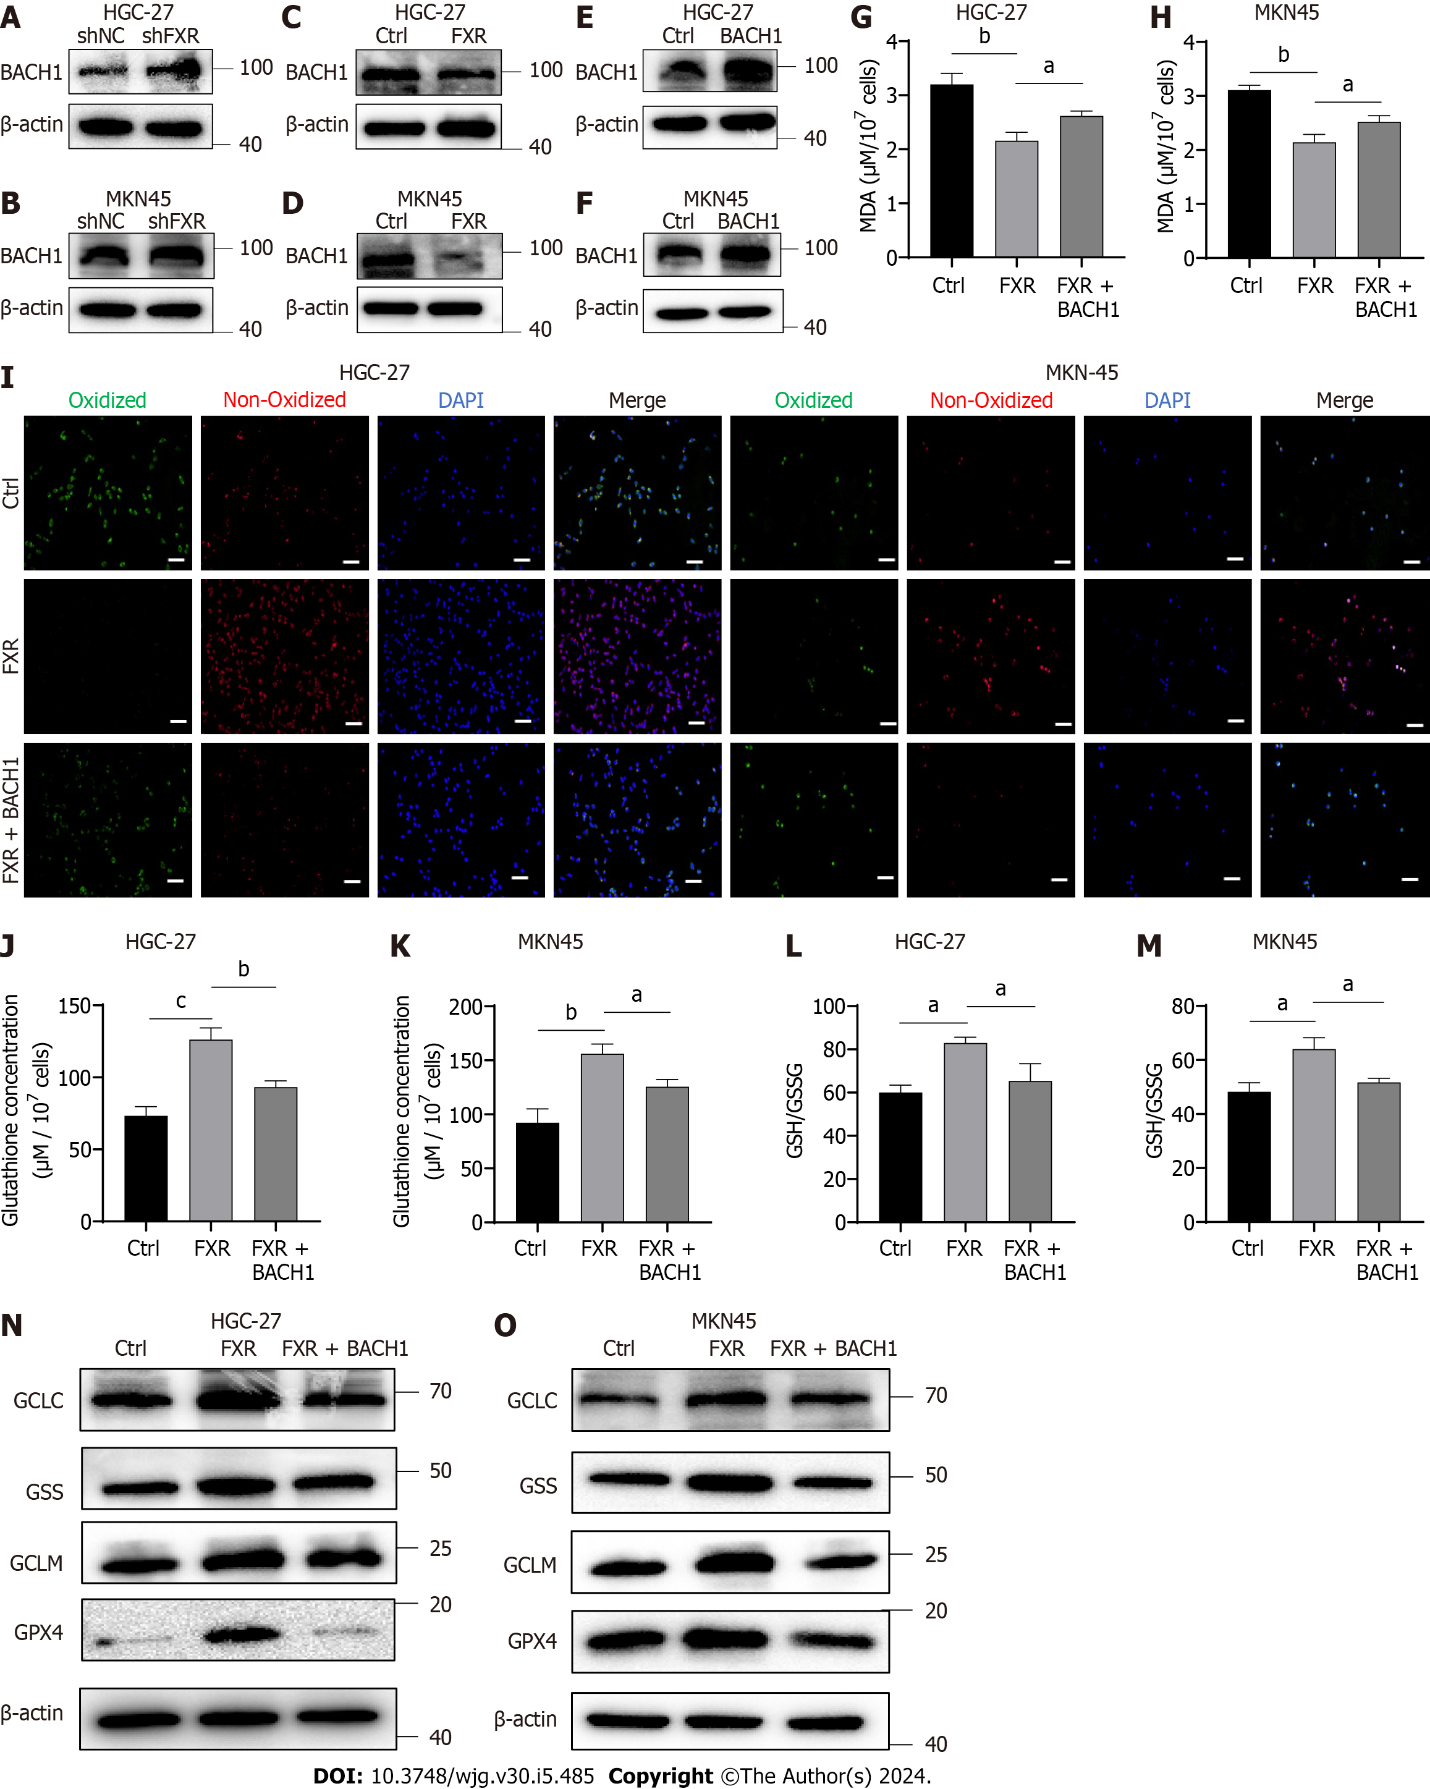 A
HGC-27
shNC shFXR
BACH1
100
β-actin
40
C
HGC-27
Ctrl FXR
BACH1
100
β-actin
40
E
HGC-27
Ctrl BACH1
BACH1
100
β-actin
40
G
HGC-27
MDA (µM/10⁷ cells)
4
3
2
1
0
b
a
Ctrl FXR FXR +
BACH1
H
MKN45
MDA (µM/10⁷ cells)
4
3
2
1
0
b
a
Ctrl FXR FXR +
BACH1
B
MKN45
shNC shFXR
BACH1
100
β-actin
40
D
MKN45
Ctrl FXR
BACH1
100
β-actin
40
F
MKN45
Ctrl BACH1
BACH1
100
β-actin
40
I
HGC-27
MKN-45
Oxidized Non-Oxidized DAPI Merge Oxidized Non-Oxidized DAPI Merge
Ctrl
FXR
FXR + BACH1
J
HGC-27
Glutathione concentration
(µM / 10⁷ cells)
150
100
50
0
c
b
Ctrl FXR FXR +
BACH1
K
MKN45
Glutathione concentration
(µM / 10⁷ cells)
200
150
100
50
0
b
a
Ctrl FXR FXR +
BACH1
L
HGC-27
GSH/GSSG
100
80
60
40
20
0
a
a
Ctrl FXR FXR +
BACH1
M
MKN45
GSH/GSSG
80
60
40
20
0
a
a
Ctrl FXR FXR +
BACH1
N
HGC-27
Ctrl FXR FXR + BACH1
GCLC
70
GSS
50
GCLM
25
GPX4
20
β-actin
40
O
MKN45
Ctrl FXR FXR + BACH1
GCLC
70
GSS
50
GCLM
25
GPX4
20
β-actin
40
DOI: 10.3748/wjg.v30.i5.485 Copyright ©The Author(s) 2024.